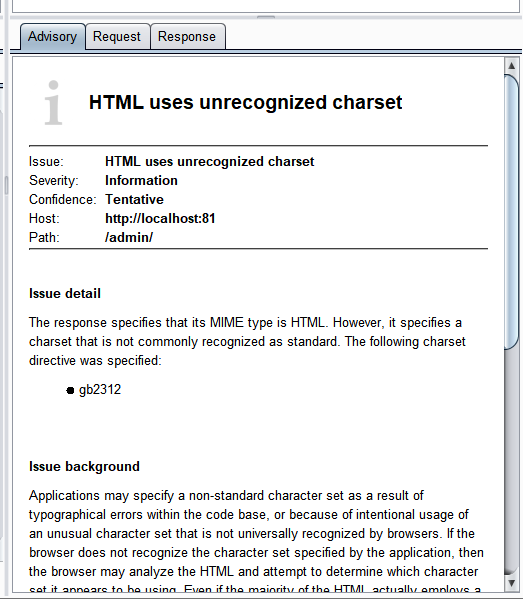 Advisory Request Response
HTML uses unrecognized charset
Issue: HTML uses unrecognized charset
Severity: Information
Confidence: Tentative
Host: http://localhost:81
Path: /admin/
Issue detail
The response specifies that its MIME type is HTML. However, it specifies a
charset that is not commonly recognized as standard. The following charset
directive was specified:
● gb2312
Issue background
Applications may specify a non-standard character set as a result of
typographical errors within the code base, or because of intentional usage of
an unusual character set that is not universally recognized by browsers. If the
browser does not recognize the character set specified by the application, then
the browser may analyze the HTML and attempt to determine which character
set it appears to be using. Even if the majority of the HTML actually employs a